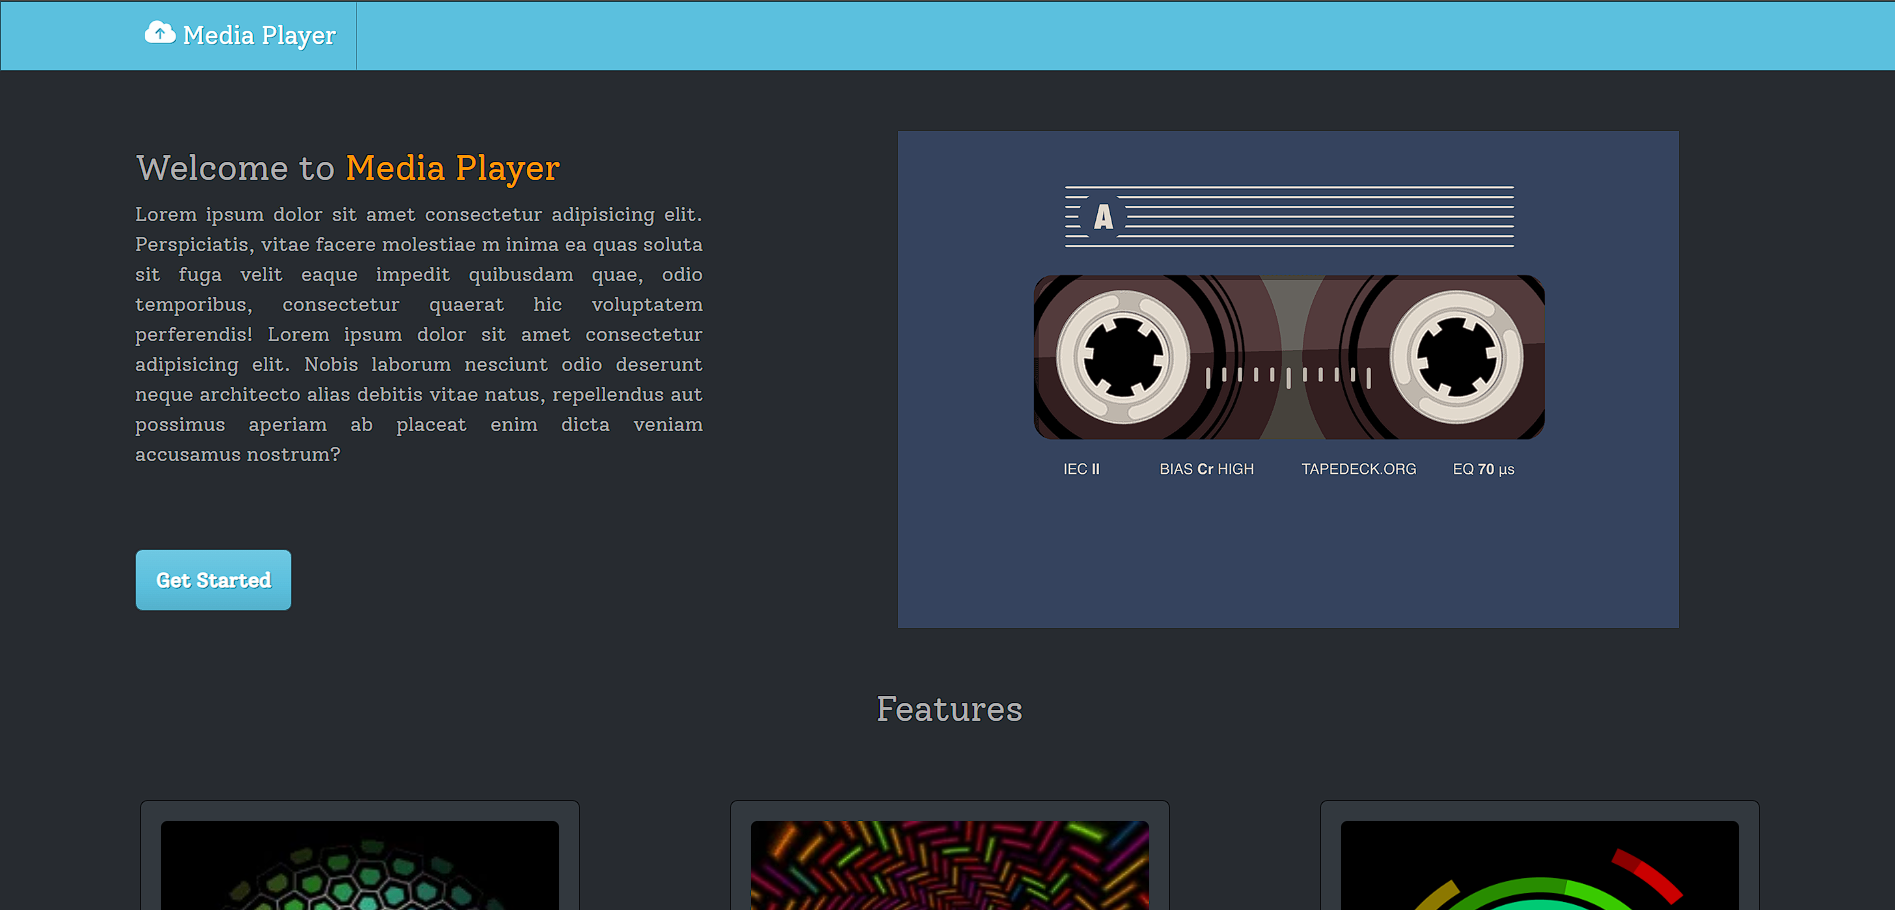 Media Player
Welcome to Media Player
Lorem ipsum dolor sit amet consectetur adipisicing elit.
Perspiciatis, vitae facere molestiae m inima ea quas soluta
sit fuga velit eaque impedit quibusdam quae, odio
temporibus, consectetur quaerat hic voluptatem
perferendis! Lorem ipsum dolor sit amet consectetur
adipisicing elit. Nobis laborum nesciunt odio deserunt
neque architecto alias debitis vitae natus, repellendus aut
possimus aperiam ab placeat enim dicta veniam
accusamus nostrum?
Get Started
A
IEC II BIAS Cr HIGH TAPEDECK.ORG EQ 70 µs
Features